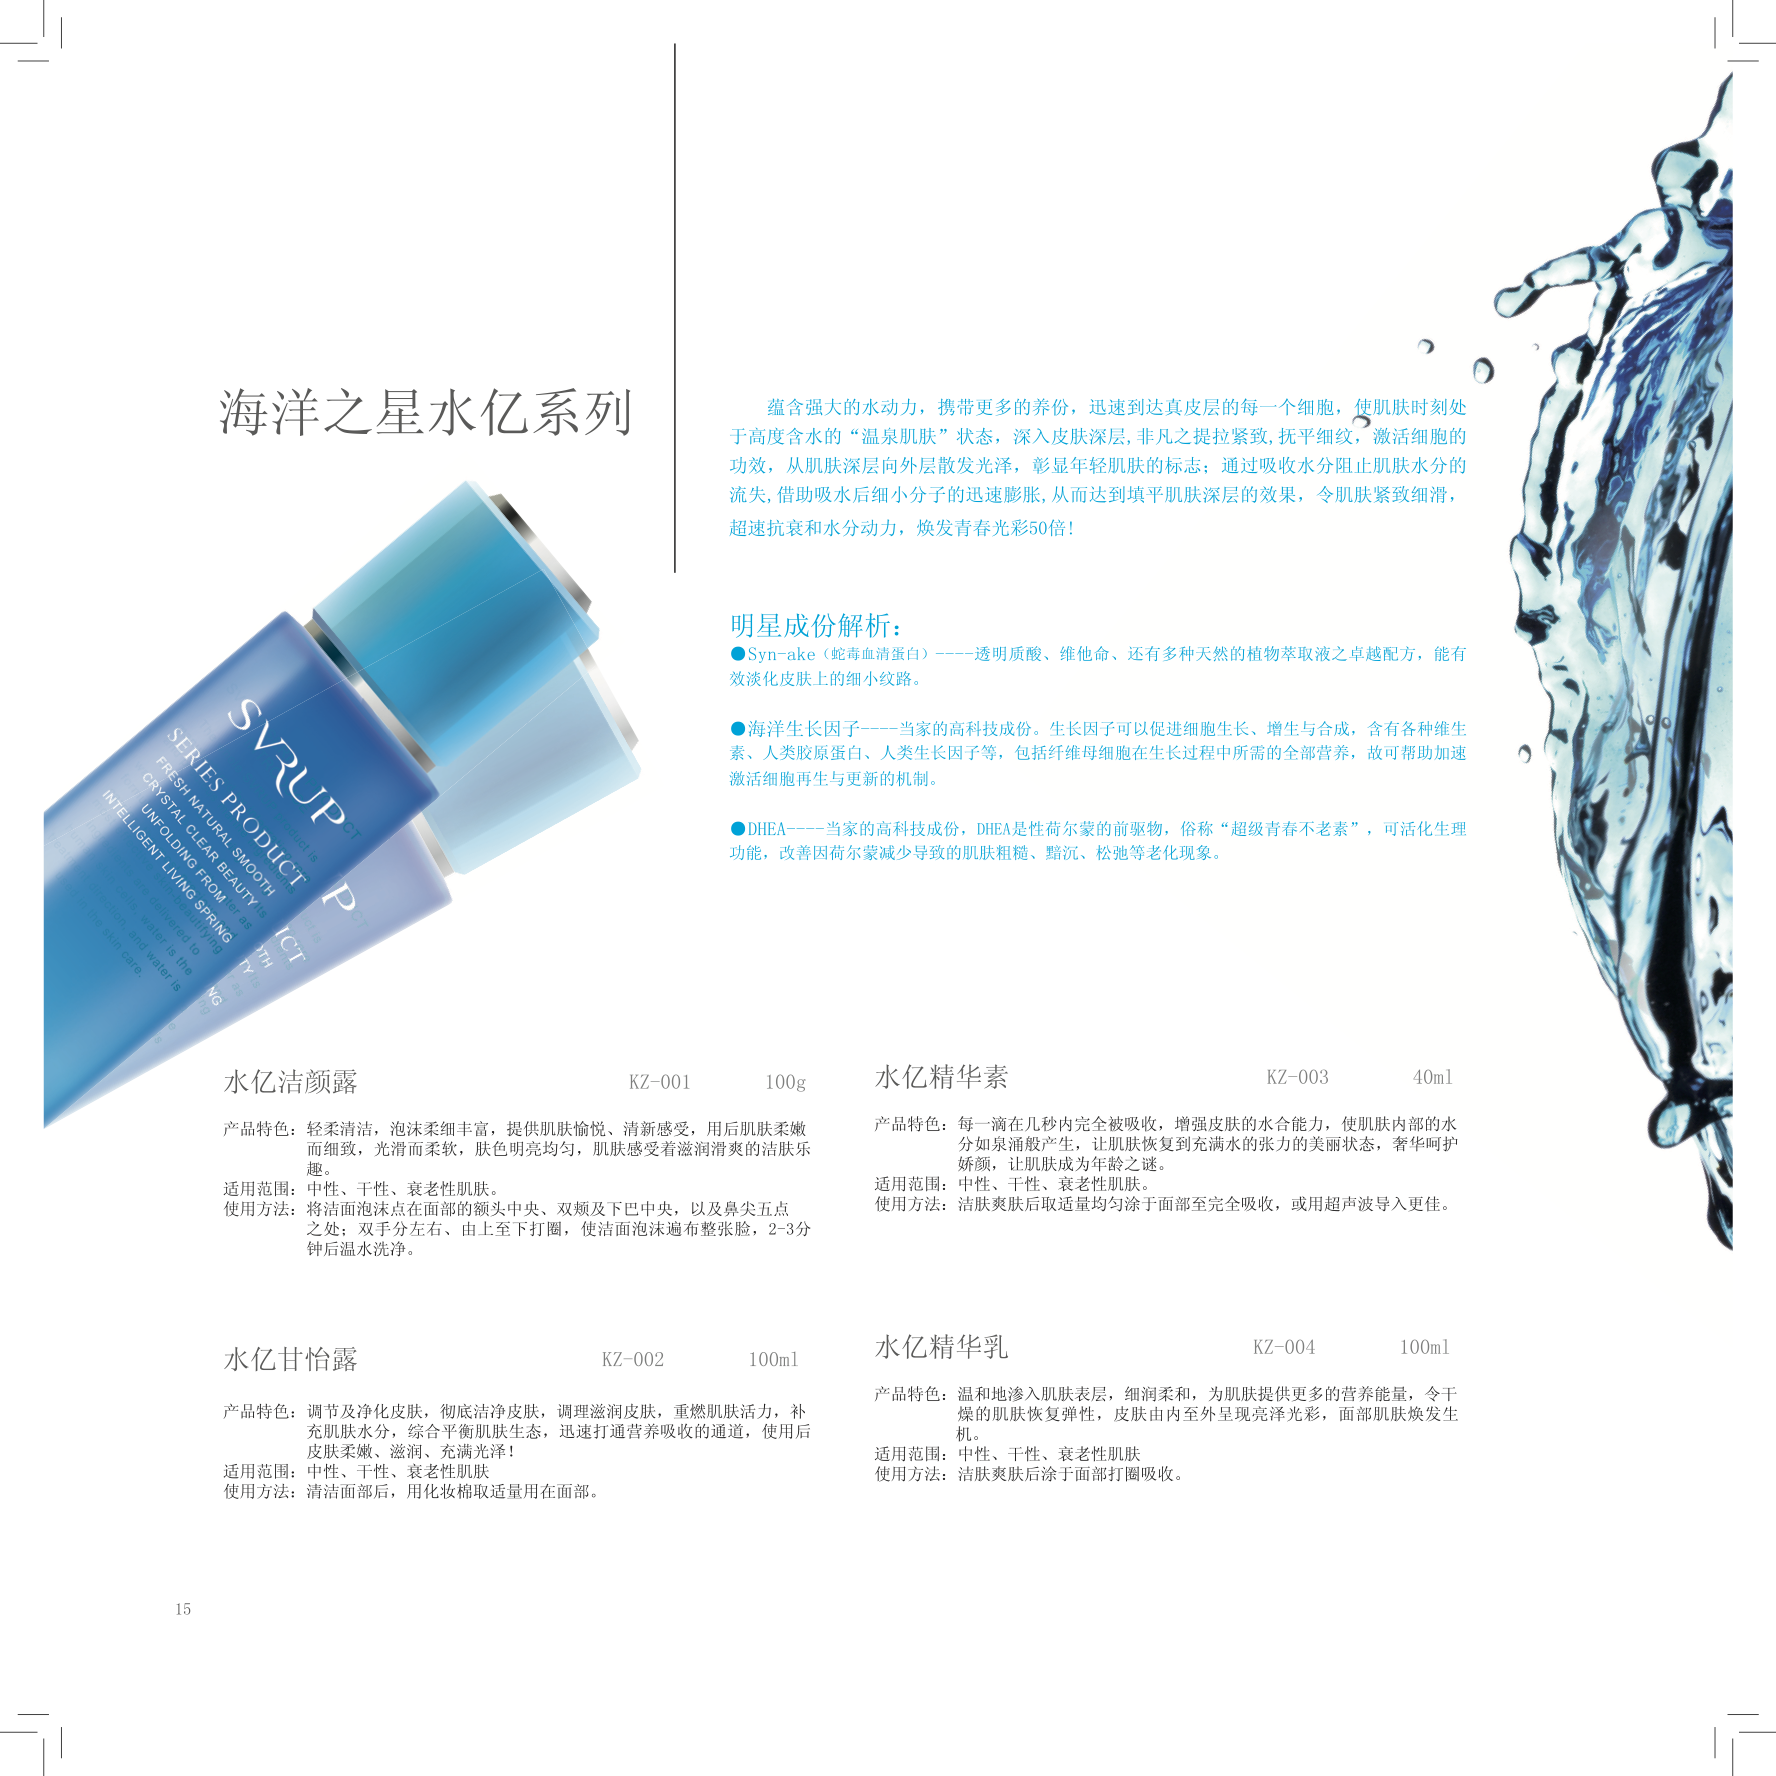 海洋之星水亿系列
蕴含强大的水动力，携带更多的养份，迅速到达真皮层的每一个细胞，使肌肤时刻处
于高度含水的“温泉肌肤”状态，深入皮肤深层,非凡之提拉紧致,抚平细纹，激活细胞的
功效，从肌肤深层向外层散发光泽，彰显年轻肌肤的标志；通过吸收水分阻止肌肤水分的
流失,借助吸水后细小分子的迅速膨胀,从而达到填平肌肤深层的效果，令肌肤紧致细滑，
超速抗衰和水分动力，焕发青春光彩50倍!
明星成份解析：
●Syn-ake（蛇毒血清蛋白）----透明质酸、维他命、还有多种天然的植物萃取液之卓越配方，能有
效淡化皮肤上的细小纹路。
●海洋生长因子----当家的高科技成份。生长因子可以促进细胞生长、增生与合成，含有各种维生
素、人类胶原蛋白、人类生长因子等，包括纤维母细胞在生长过程中所需的全部营养，故可帮助加速
激活细胞再生与更新的机制。
●DHEA----当家的高科技成份，DHEA是性荷尔蒙的前驱物，俗称“超级青春不老素”，可活化生理
功能，改善因荷尔蒙减少导致的肌肤粗糙、黯沉、松弛等老化现象。
SVRUP
SERIES PRODUCT
FRESH NATURAL SMOOTH
CRYSTAL CLEAR BEAUTY
UNFOLDING FROM
INTELLIGENT LIVING SPRING
水亿洁颜露 KZ-001 100g
产品特色：轻柔清洁，泡沫柔细丰富，提供肌肤愉悦、清新感受，用后肌肤柔嫩
而细致，光滑而柔软，肤色明亮均匀，肌肤感受着滋润滑爽的洁肤乐
趣。
适用范围：中性、干性、衰老性肌肤。
使用方法：将洁面泡沫点在面部的额头中央、双颊及下巴中央，以及鼻尖五点
之处；双手分左右、由上至下打圈，使洁面泡沫遍布整张脸，2-3分
钟后温水洗净。
水亿甘怡露 KZ-002 100ml
产品特色：调节及净化皮肤，彻底洁净皮肤，调理滋润皮肤，重燃肌肤活力，补
充肌肤水分，综合平衡肌肤生态，迅速打通营养吸收的通道，使用后
皮肤柔嫩、滋润、充满光泽！
适用范围：中性、干性、衰老性肌肤
使用方法：清洁面部后，用化妆棉取适量用在面部。
水亿精华素 KZ-003 40ml
产品特色：每一滴在几秒内完全被吸收，增强皮肤的水合能力，使肌肤内部的水
分如泉涌般产生，让肌肤恢复到充满水的张力的美丽状态，奢华呵护
娇颜，让肌肤成为年龄之谜。
适用范围：中性、干性、衰老性肌肤。
使用方法：洁肤爽肤后取适量均匀涂于面部至完全吸收，或用超声波导入更佳。
水亿精华乳 KZ-004 100ml
产品特色：温和地渗入肌肤表层，细润柔和，为肌肤提供更多的营养能量，令干
燥的肌肤恢复弹性，皮肤由内至外呈现亮泽光彩，面部肌肤焕发生
机。
适用范围：中性、干性、衰老性肌肤
使用方法：洁肤爽肤后涂于面部打圈吸收。
15